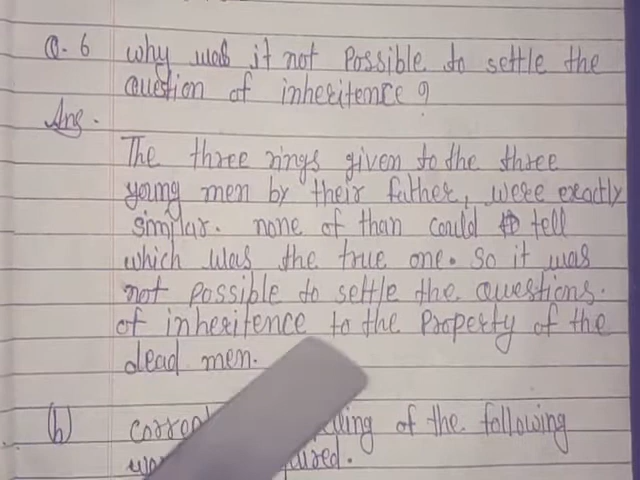 Q.6 why was it not possible to settle the
question of inheritence?
Ans.
The three rings given to the three
young men by their father, were exactly
similar. none of than could to tell
which was the true one. so it was
not possible to settle the questions.
of inheritence to the property of the
dead men.
(b) of the following